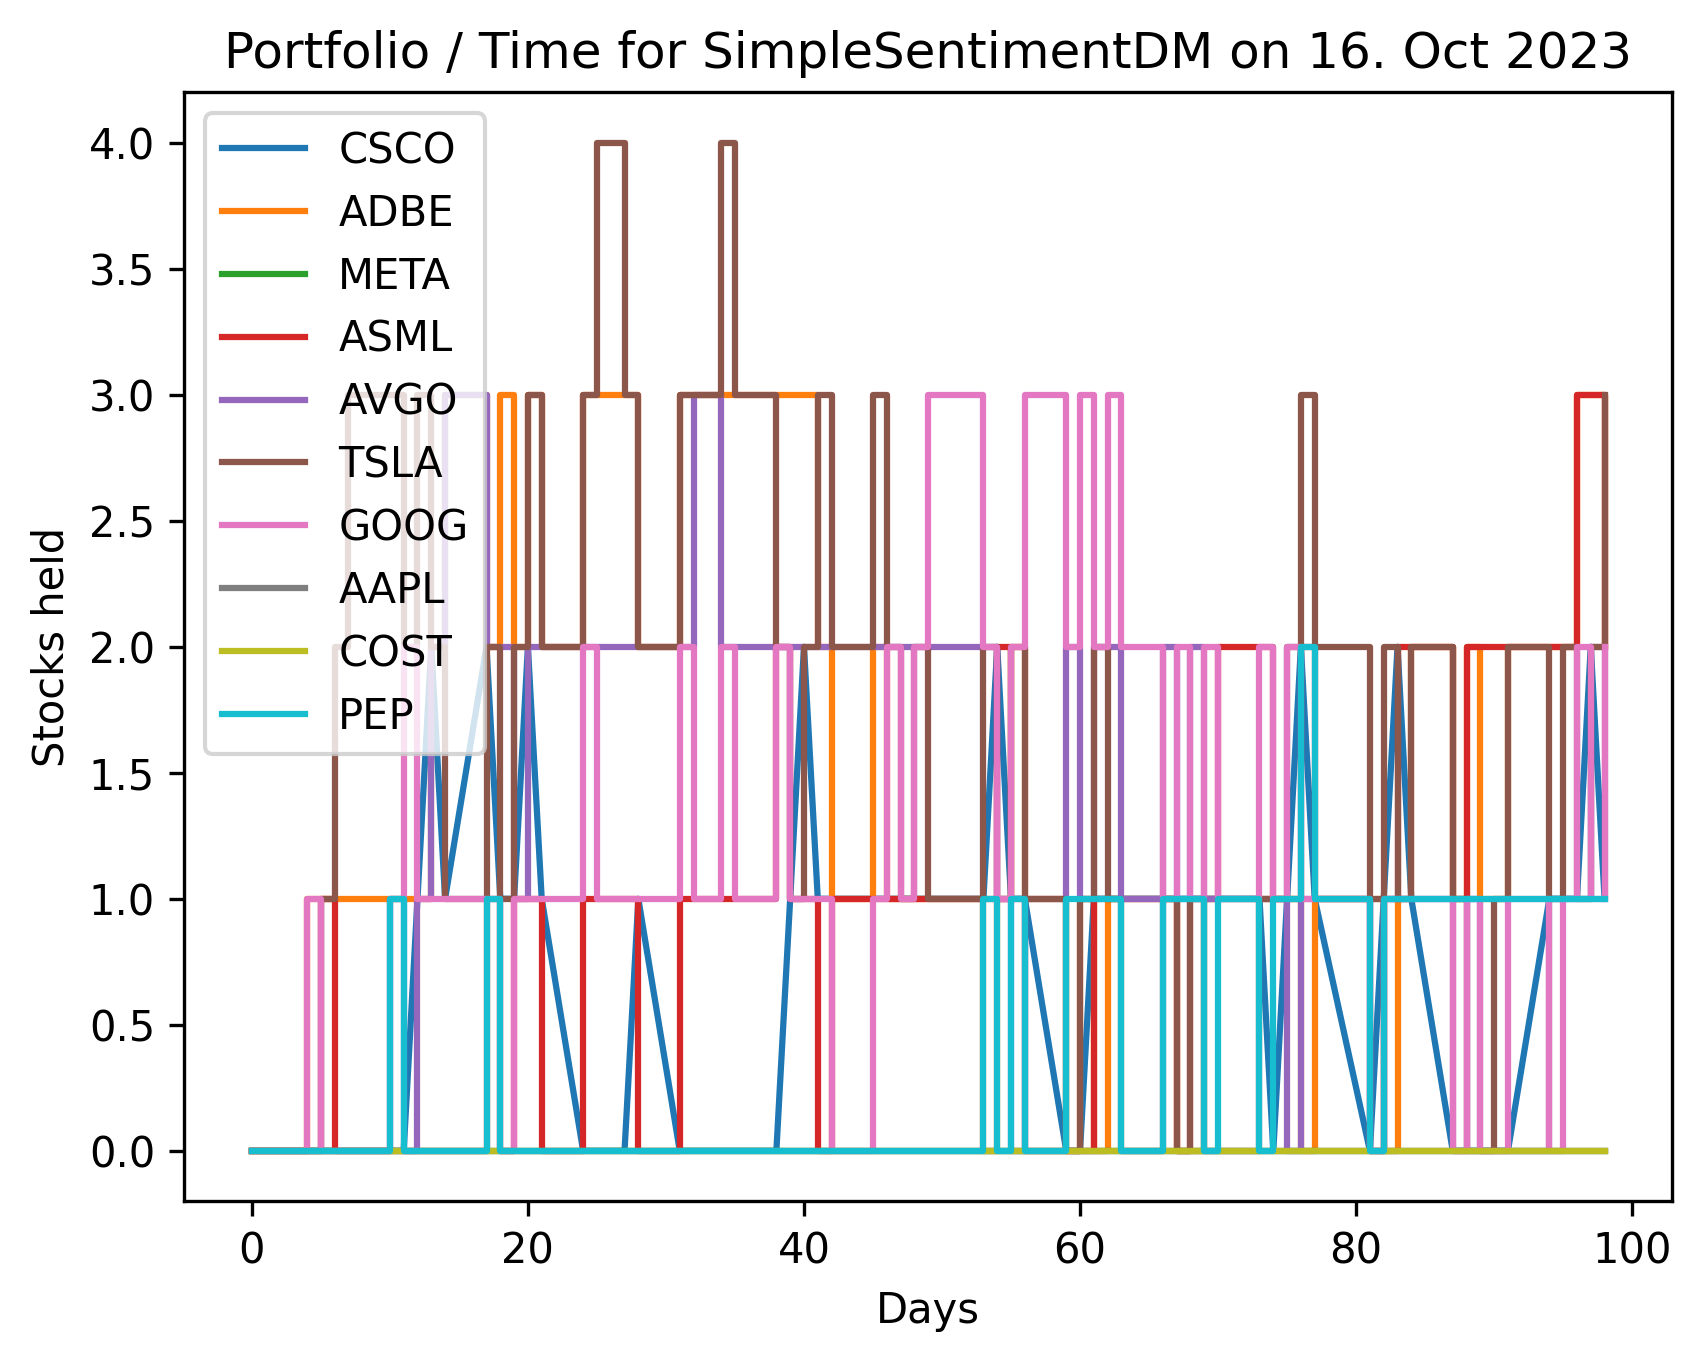 Portfolio / Time for SimpleSentimentDM on 16. Oct 2023
CSCO
ADBE
META
ASML
AVGO
TSLA
GOOG
AAPL
COST
PEP
Stocks held
4.0
3.5
3.0
2.5
2.0
1.5
1.0
0.5
0.0
0 20 40 60 80 100
Days